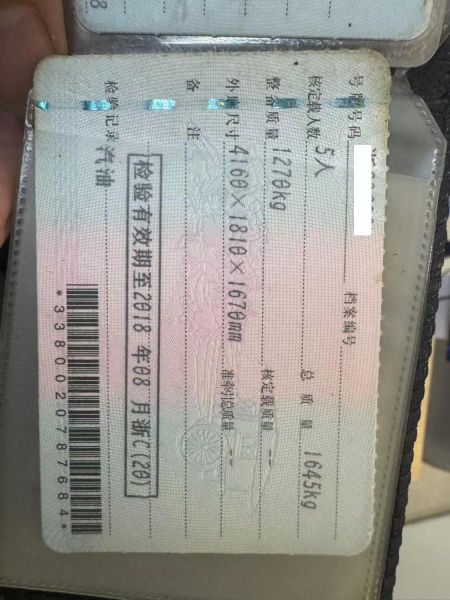 号牌号码 档案编号
核定载人数 5人 总质量 1645kg
整备质量 1270kg 核定载质量 --
外廓尺寸 4160×1810×1670mm 准牵引总质量 --
备注
检验记录 汽油
检验有效期至2018年08月浙C(20)
*3380020787684*